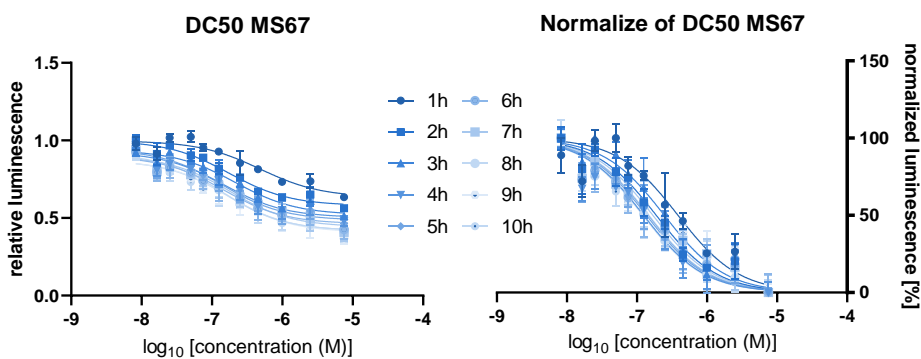 DC50 MS67
relative luminescence
1.5
1.0
0.5
0.0
-9 -8 -7 -6 -5 -4
log10 [concentration (M)]
1h 6h
2h 7h
3h 8h
4h 9h
5h 10h
Normalize of DC50 MS67
150
100
50
0
normalized luminescence [%]
-9 -8 -7 -6 -5 -4
log10 [concentration (M)]